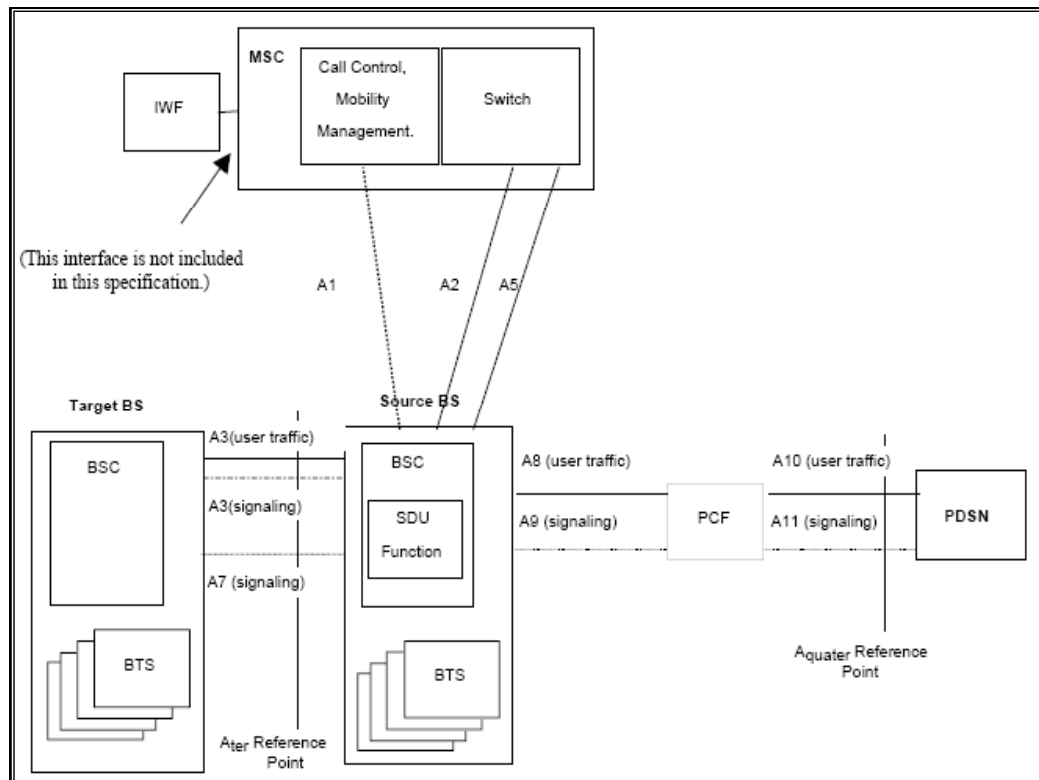 MSC
Call Control,
Mobility
Management.
Switch
IWF
(This interface is not included
in this specification.)
A1
A2
A5
Target BS
Source BS
A3(user traffic)
BSC
BSC
A8 (user traffic)
A10 (user traffic)
A3(signaling)
SDU
Function
A9 (signaling)
PCF
A11 (signaling)
PDSN
A7 (signaling)
BTS
BTS
Aquater Reference
Point
Ater Reference
Point